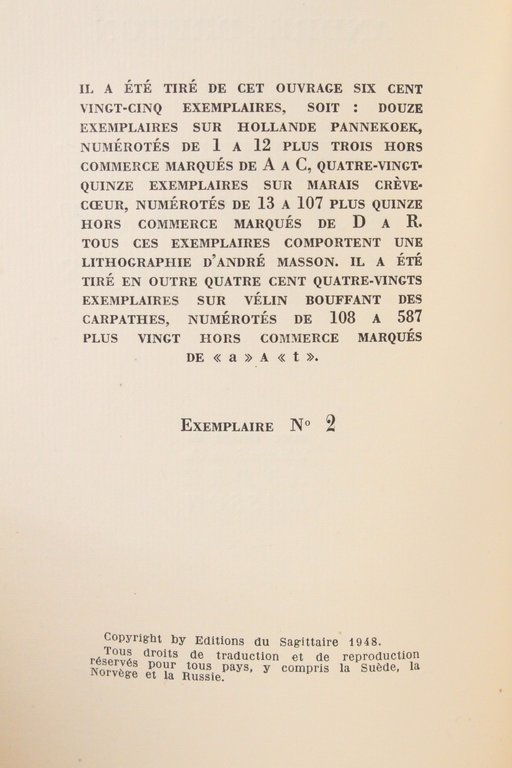 IL A ÉTÉ TIRÉ DE CET OUVRAGE SIX CENT
VINGT-CINQ EXEMPLAIRES, SOIT : DOUZE
EXEMPLAIRES SUR HOLLANDE PANNEKOEK,
NUMÉROTÉS DE 1 A 12 PLUS TROIS HORS
COMMERCE MARQUÉS DE A A C, QUATRE-VINGT-
QUINZE EXEMPLAIRES SUR MARAIS CRÈVE-
CŒUR, NUMÉROTÉS DE 13 A 107 PLUS QUINZE
HORS COMMERCE MARQUÉS DE D A R.
TOUS CES EXEMPLAIRES COMPORTENT UNE
LITHOGRAPHIE D'ANDRÉ MASSON. IL A ÉTÉ
TIRÉ EN OUTRE QUATRE CENT QUATRE-VINGTS
EXEMPLAIRES SUR VÉLIN BOUFFANT DES
CARPATHES, NUMÉROTÉS DE 108 A 587
PLUS VINGT HORS COMMERCE MARQUÉS
DE « a » A « t ».
EXEMPLAIRE N° 2
Copyright by Editions du Sagittaire 1948.
Tous droits de traduction et de reproduction
réservés pour tous pays, y compris la Suède, la
Norvège et la Russie.